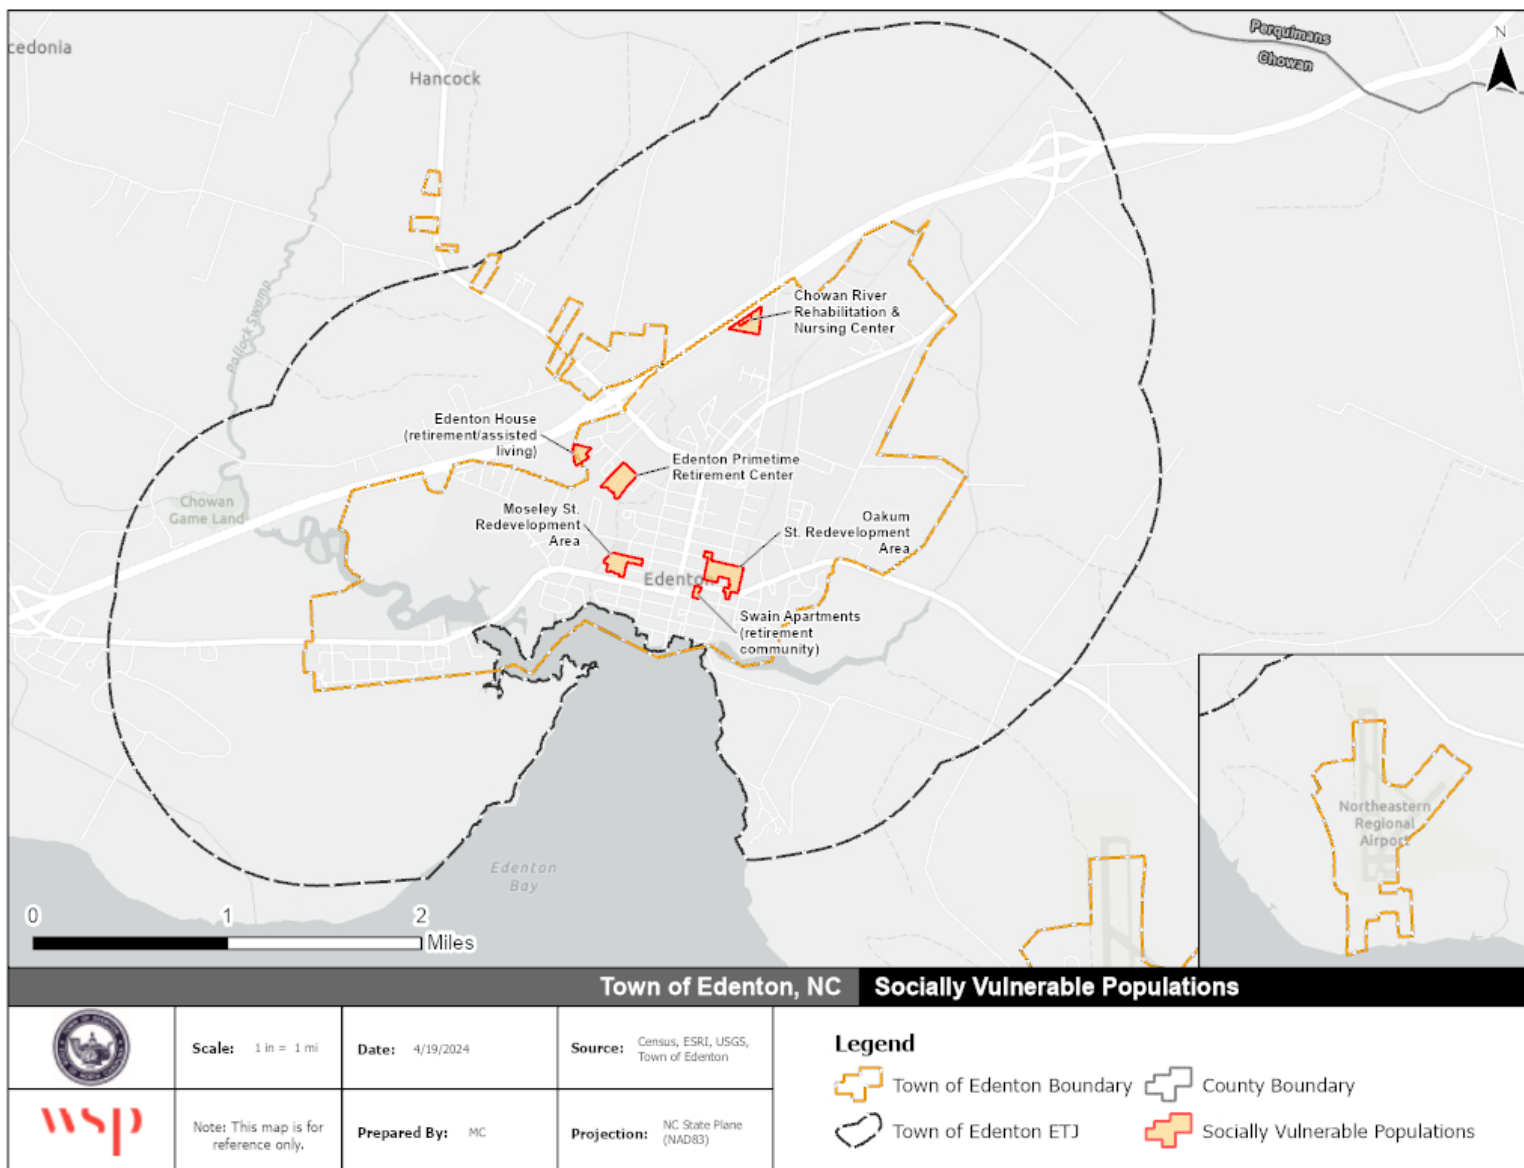 cedonia
Hancock
Perquimans
Chowan
N
Pollock Swamp
Chowan River
Rehabilitation &
Nursing Center
Edenton House
(retirement/assisted
living)
Edenton Primetime
Retirement Center
Chowan
Game Land
Moseley St.
Redevelopment
Area
Oakum
St. Redevelopment
Area
Edenton
Swain Apartments
(retirement
community)
Northeastern
Regional
Airport
Edenton
Bay
0 1 2
Miles
Town of Edenton, NC Socially Vulnerable Populations
Scale: 1 in = 1 mi
Date: 4/19/2024
Source: Census, ESRI, USGS,
Town of Edenton
wsp
Note: This map is for
reference only.
Prepared By: MC
Projection: NC State Plane
(NAD83)
Legend
Town of Edenton Boundary
County Boundary
Town of Edenton ETJ
Socially Vulnerable Populations